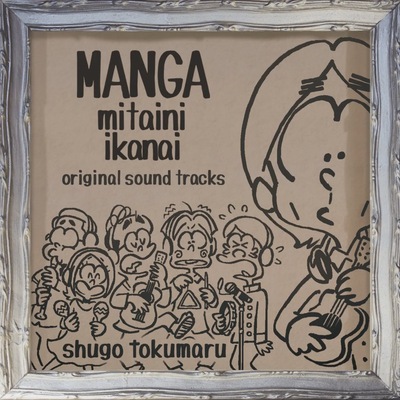 MANGA
mitaini
ikanai
original sound tracks
shugo tokumaru